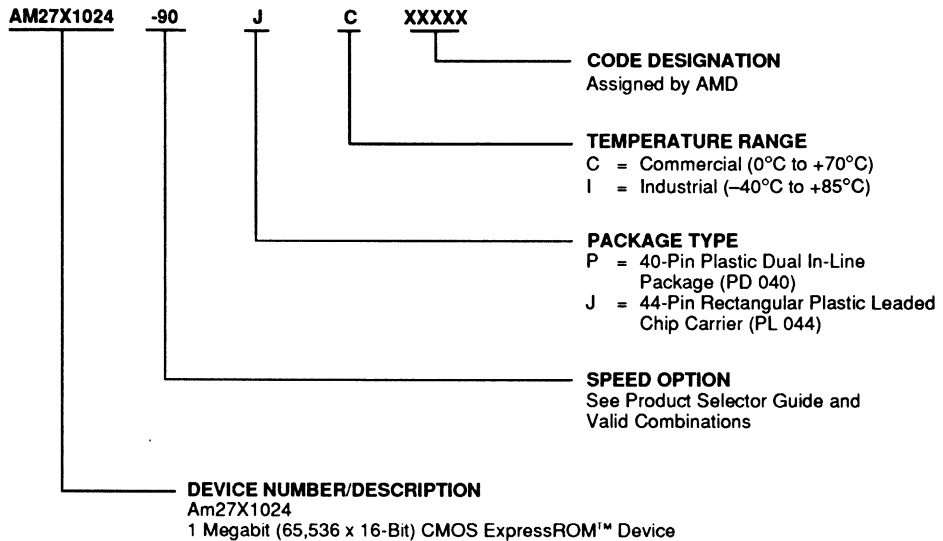 AM27X1024 -90 J C XXXXX
CODE DESIGNATION
Assigned by AMD
TEMPERATURE RANGE
C = Commercial (0°C to +70°C)
I = Industrial (–40°C to +85°C)
PACKAGE TYPE
P = 40-Pin Plastic Dual In-Line
Package (PD 040)
J = 44-Pin Rectangular Plastic Leaded
Chip Carrier (PL 044)
SPEED OPTION
See Product Selector Guide and
Valid Combinations
DEVICE NUMBER/DESCRIPTION
Am27X1024
1 Megabit (65,536 x 16-Bit) CMOS ExpressROM™ Device